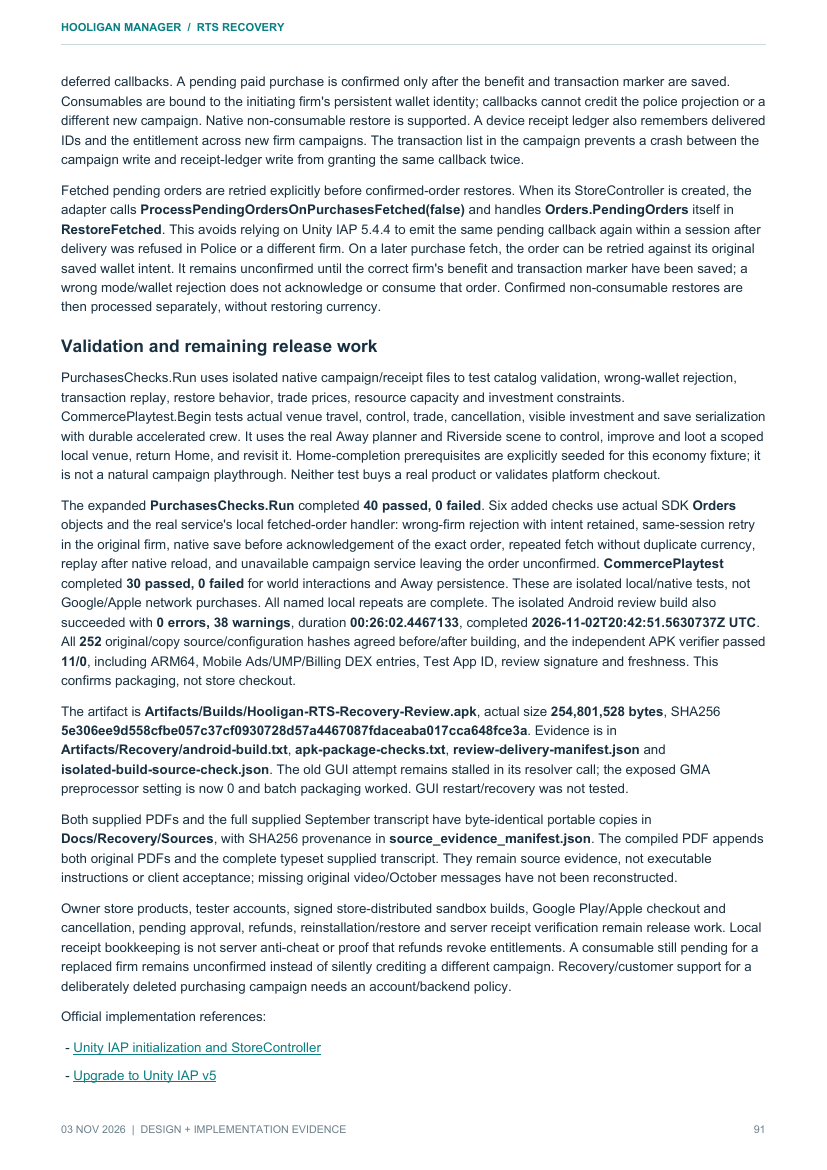 HOOLIGAN MANAGER / RTS RECOVERY
deferred callbacks. A pending paid purchase is confirmed only after the benefit and transaction marker are saved.
Consumables are bound to the initiating firm's persistent wallet identity; callbacks cannot credit the police projection or a
different new campaign. Native non-consumable restore is supported. A device receipt ledger also remembers delivered
IDs and the entitlement across new firm campaigns. The transaction list in the campaign prevents a crash between the
campaign write and receipt-ledger write from granting the same callback twice.
Fetched pending orders are retried explicitly before confirmed-order restores. When its StoreController is created, the
adapter calls ProcessPendingOrdersOnPurchasesFetched(false) and handles Orders.PendingOrders itself in
RestoreFetched. This avoids relying on Unity IAP 5.4.4 to emit the same pending callback again within a session after
delivery was refused in Police or a different firm. On a later purchase fetch, the order can be retried against its original
saved wallet intent. It remains unconfirmed until the correct firm's benefit and transaction marker have been saved; a
wrong mode/wallet rejection does not acknowledge or consume that order. Confirmed non-consumable restores are
then processed separately, without restoring currency.
Validation and remaining release work
PurchasesChecks.Run uses isolated native campaign/receipt files to test catalog validation, wrong-wallet rejection,
transaction replay, restore behavior, trade prices, resource capacity and investment constraints.
CommercePlaytest.Begin tests actual venue travel, control, trade, cancellation, visible investment and save serialization
with durable accelerated crew. It uses the real Away planner and Riverside scene to control, improve and loot a scoped
local venue, return Home, and revisit it. Home-completion prerequisites are explicitly seeded for this economy fixture; it
is not a natural campaign playthrough. Neither test buys a real product or validates platform checkout.
The expanded PurchasesChecks.Run completed 40 passed, 0 failed. Six added checks use actual SDK Orders
objects and the real service's local fetched-order handler: wrong-firm rejection with intent retained, same-session retry
in the original firm, native save before acknowledgement of the exact order, repeated fetch without duplicate currency,
replay after native reload, and unavailable campaign service leaving the order unconfirmed. CommercePlaytest
completed 30 passed, 0 failed for world interactions and Away persistence. These are isolated local/native tests, not
Google/Apple network purchases. All named local repeats are complete. The isolated Android review build also
succeeded with 0 errors, 38 warnings, duration 00:26:02.4467133, completed 2026-11-02T20:42:51.5630737Z UTC.
All 252 original/copy source/configuration hashes agreed before/after building, and the independent APK verifier passed
11/0, including ARM64, Mobile Ads/UMP/Billing DEX entries, Test App ID, review signature and freshness. This
confirms packaging, not store checkout.
The artifact is Artifacts/Builds/Hooligan-RTS-Recovery-Review.apk, actual size 254,801,528 bytes, SHA256
5e306ee9d558cfbe057c37cf0930728d57a4467087fdaceaba017cca648fce3a. Evidence is in
Artifacts/Recovery/android-build.txt, apk-package-checks.txt, review-delivery-manifest.json and
isolated-build-source-check.json. The old GUI attempt remains stalled in its resolver call; the exposed GMA
preprocessor setting is now 0 and batch packaging worked. GUI restart/recovery was not tested.
Both supplied PDFs and the full supplied September transcript have byte-identical portable copies in
Docs/Recovery/Sources, with SHA256 provenance in source_evidence_manifest.json. The compiled PDF appends
both original PDFs and the complete typeset supplied transcript. They remain source evidence, not executable
instructions or client acceptance; missing original video/October messages have not been reconstructed.
Owner store products, tester accounts, signed store-distributed sandbox builds, Google Play/Apple checkout and
cancellation, pending approval, refunds, reinstallation/restore and server receipt verification remain release work. Local
receipt bookkeeping is not server anti-cheat or proof that refunds revoke entitlements. A consumable still pending for a
replaced firm remains unconfirmed instead of silently crediting a different campaign. Recovery/customer support for a
deliberately deleted purchasing campaign needs an account/backend policy.
Official implementation references:
- Unity IAP initialization and StoreController
- Upgrade to Unity IAP v5
03 NOV 2026 | DESIGN + IMPLEMENTATION EVIDENCE
91